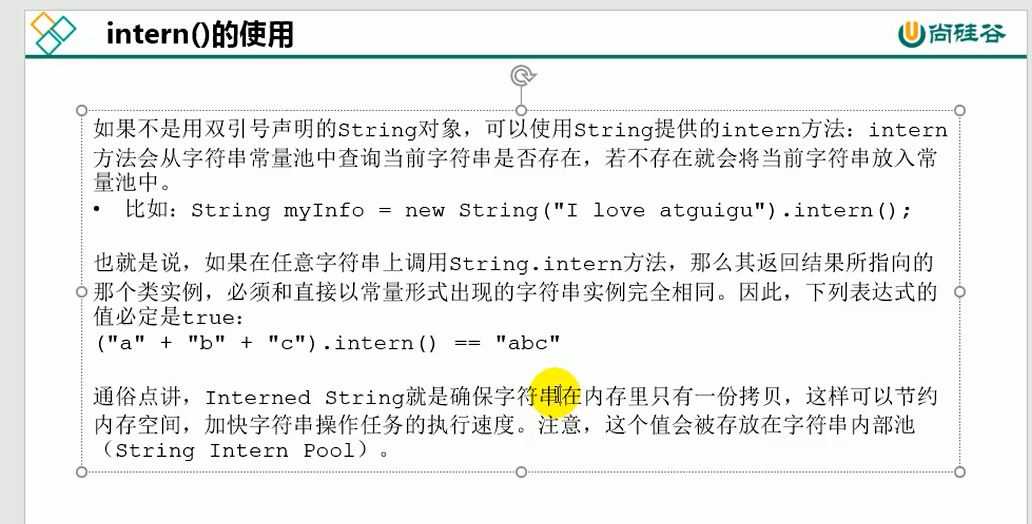 intern()的使用
尚硅谷
如果不是用双引号声明的String对象，可以使用String提供的intern方法：intern
方法会从字符串常量池中查询当前字符串是否存在，若不存在就会将当前字符串放入常
量池中。
• 比如：String myInfo = new String("I love atguigu").intern();
也就是说，如果在任意字符串上调用String.intern方法，那么其返回结果所指向的
那个类实例，必须和直接以常量形式出现的字符串实例完全相同。因此，下列表达式的
值必定是true：
("a" + "b" + "c").intern() == "abc"
通俗点讲，Interned String就是确保字符串在内存里只有一份拷贝，这样可以节约
内存空间，加快字符串操作任务的执行速度。注意，这个值会被存放在字符串内部池
（String Intern Pool）。